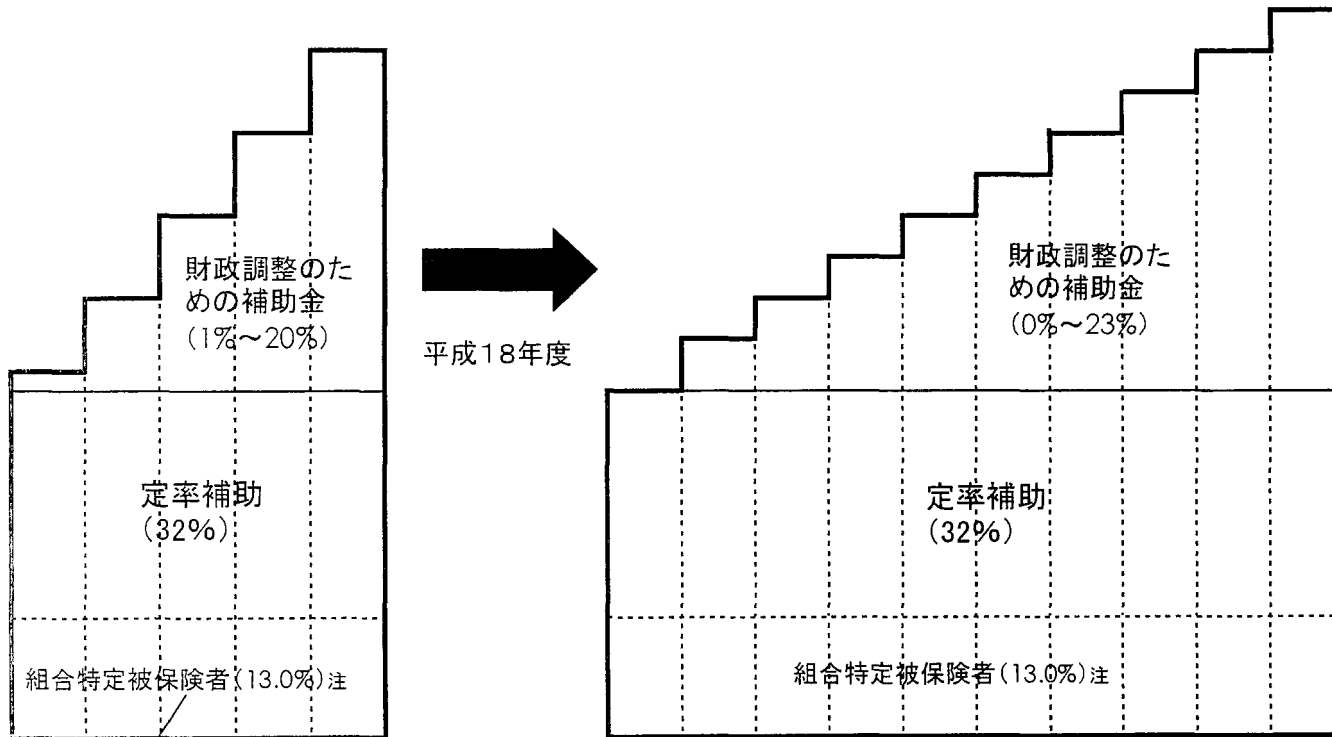 財政調整のた
めの補助金
(1%～20%)
定率補助
(32%)
組合特定被保険者(13.0%)注
平成18年度
財政調整のた
めの補助金
(0%～23%)
定率補助
(32%)
組合特定被保険者(13.0%)注